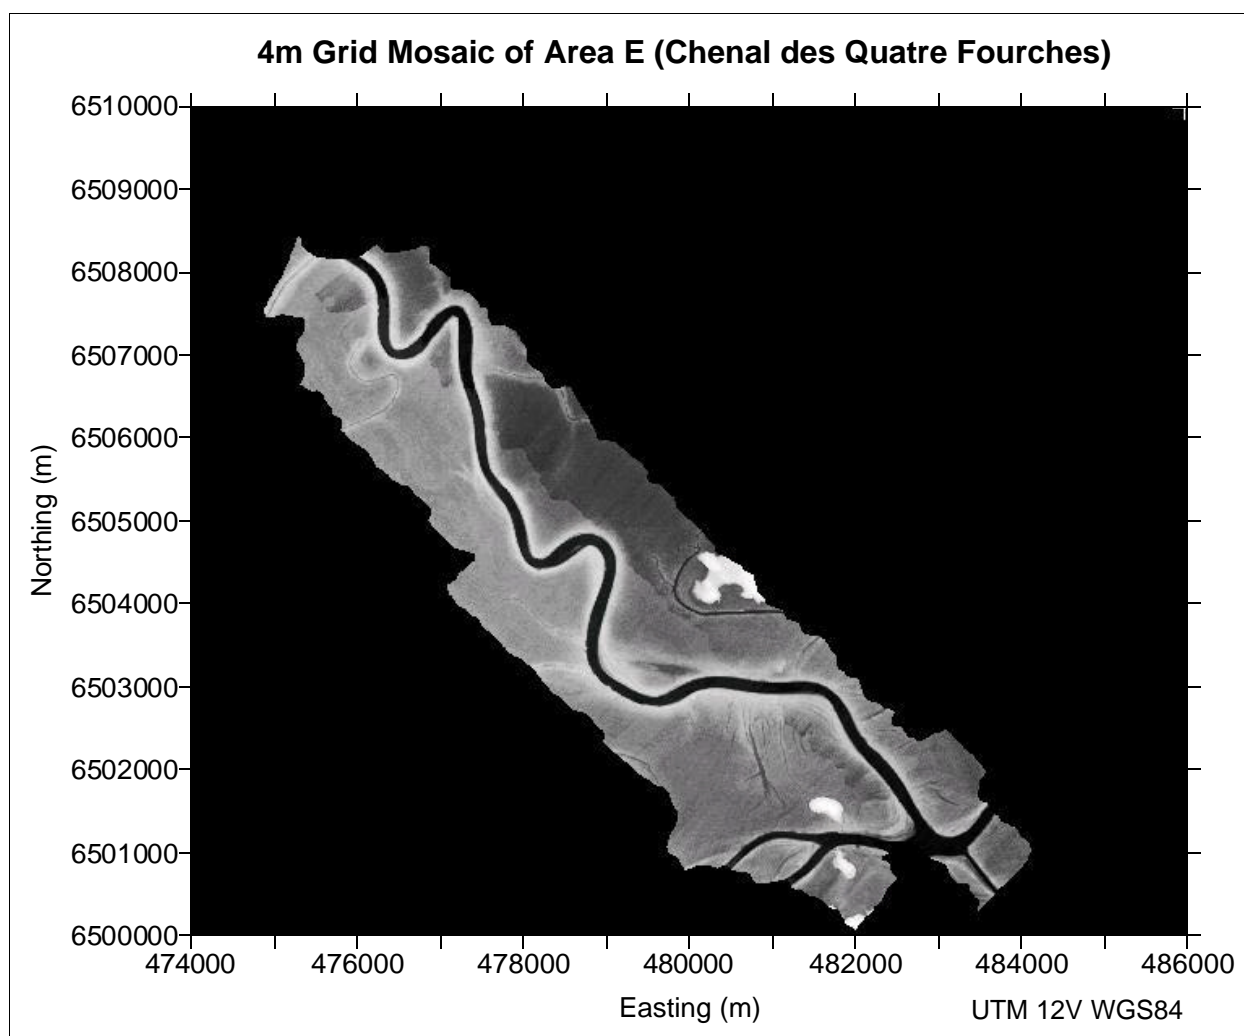 4m Grid Mosaic of Area E (Chenal des Quatre Fourches)
6510000
6509000
6508000
6507000
6506000
6505000
6504000
6503000
6502000
6501000
6500000
Northing (m)
474000 476000 478000 480000 482000 484000 486000
Easting (m)
UTM 12V WGS84